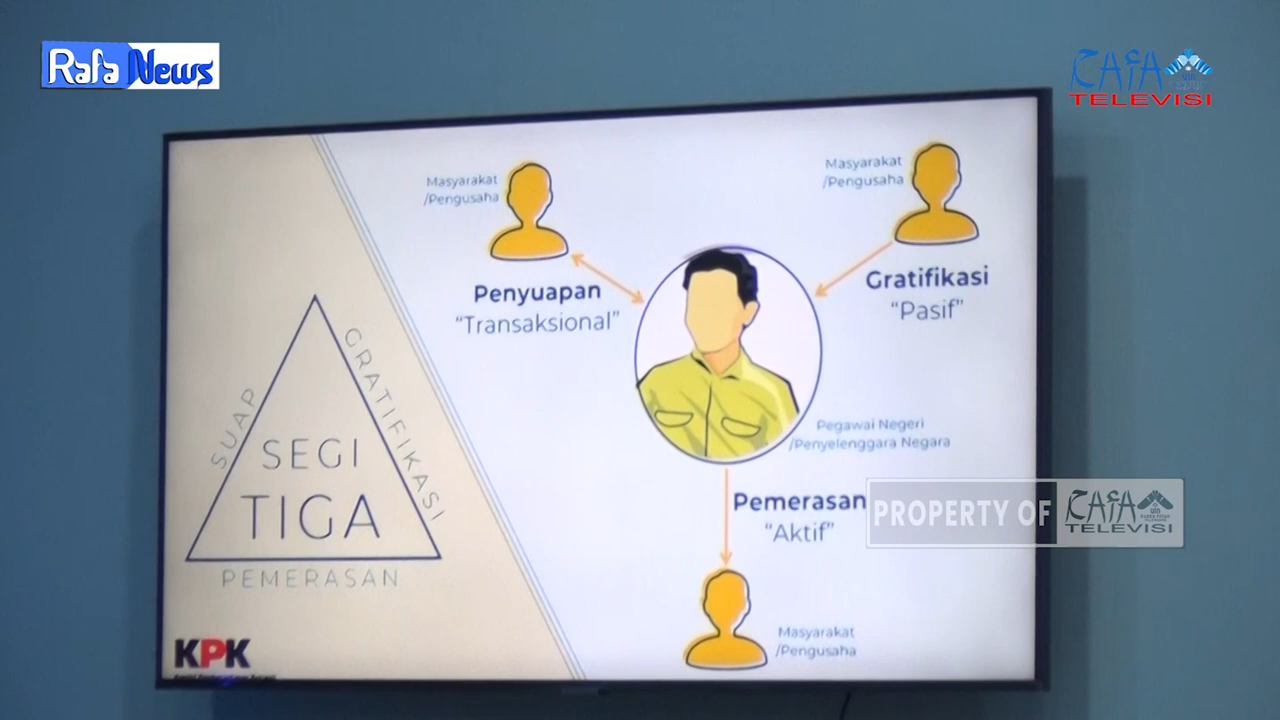 Rafa News
RAFA
TELEVISI
Masyarakat
/Pengusaha
Masyarakat
/Pengusaha
Penyuapan
“Transaksional”
Gratifikasi
“Pasif”
SUAP
GRATIFIKASI
SEGI
TIGA
PEMERASAN
Pegawai Negeri
/Penyelenggara Negara
Pemerasan
“Aktif”
PROPERTY OF
RAFA
UIN
TELEVISI
Masyarakat
/Pengusaha
KPK